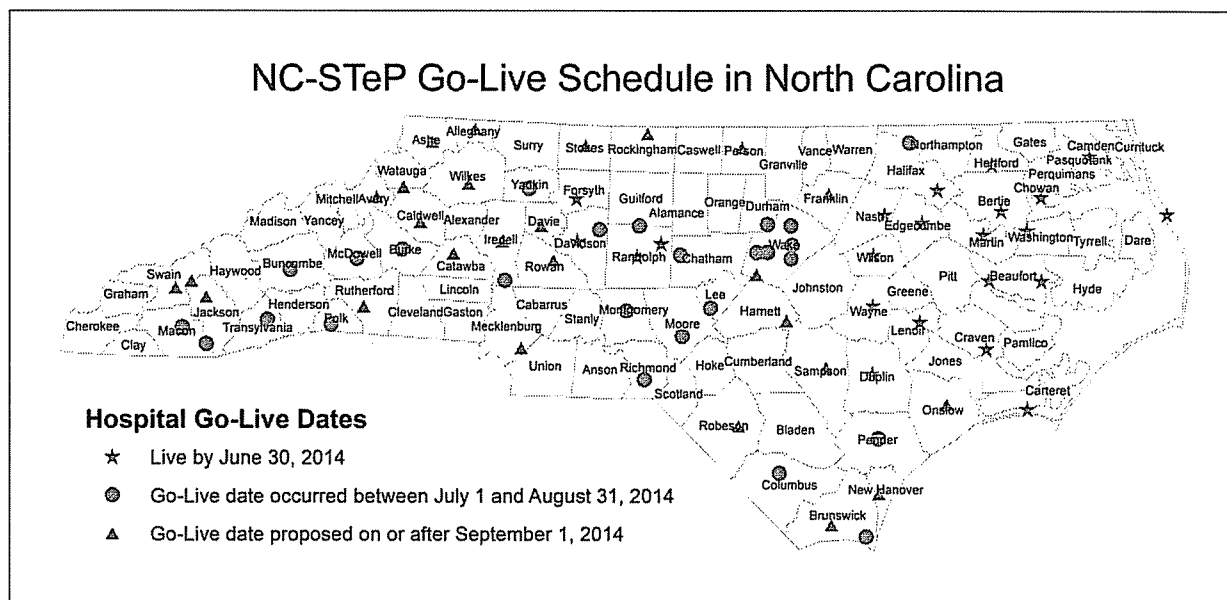 NC-STeP Go-Live Schedule in North Carolina
Ashe Alleghany Surry Stokes Rockingham Caswell Person Vance Warren Northampton Gates Camden Currituck
Granville Halifax Hertford Pasquotank
Perquimans
Watauga Wilkes Yadkin Forsyth Guilford Orange Durham Franklin Bertie Chowan
Mitchell Avery Alamance Nash
Madison Yancey Caldwell Alexander Davie Edgecombe
Iredell Davidson Wake Martin Washington Tyrrell Dare
McDowell Burke Randolph Chatham Wilson
Swain Haywood Buncombe Catawba Rowan
Graham Rutherford Lincoln Johnston Greene Pitt Beaufort Hyde
Jackson Henderson Cabarrus Montgomery Lee Harnett Wayne
Cherokee Macon Transylvania Polk Cleveland Gaston Stanly Lenoir
Clay Mecklenburg Moore Craven Pamlico
Union Anson Richmond Hoke Cumberland Sampson Duplin Jones
Scotland Carteret
Onslow
Robeson Bladen
Pender
Columbus New Hanover
Brunswick
Hospital Go-Live Dates
Live by June 30, 2014
Go-Live date occurred between July 1 and August 31, 2014
Go-Live date proposed on or after September 1, 2014